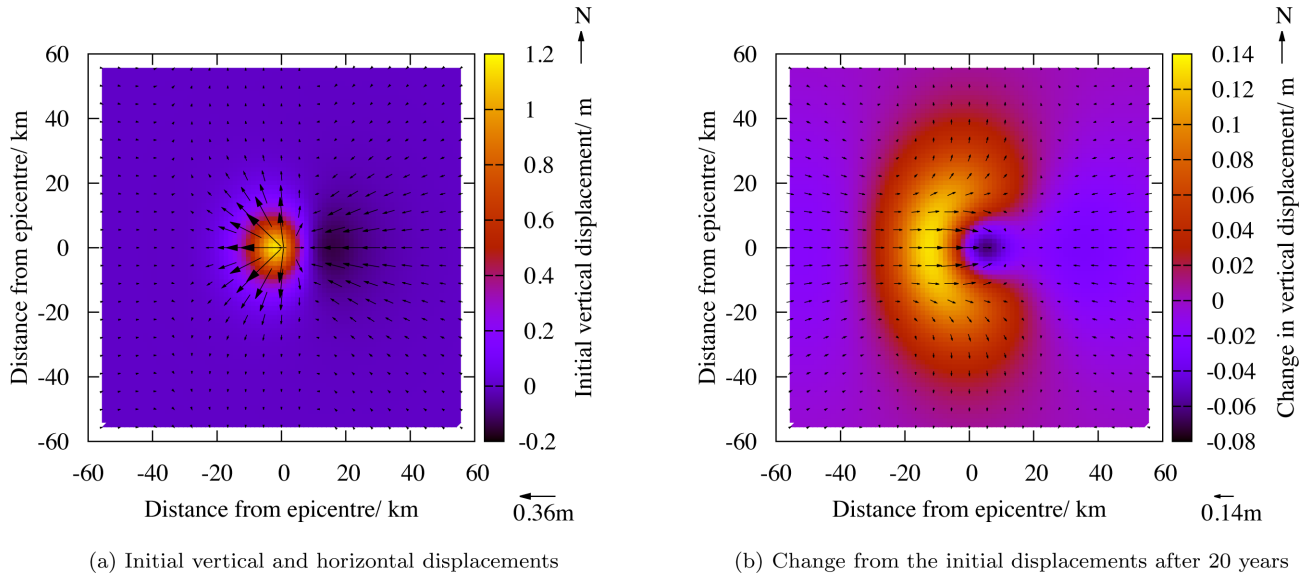 N
60
40
20
0
-20
-40
-60
-60 -40 -20 0 20 40 60
Distance from epicentre/ km
Distance from epicentre/ km
1.2
1
0.8
0.6
0.4
0.2
0
-0.2
Initial vertical displacement/ m
0.36m
(a) Initial vertical and horizontal displacements
N
60
40
20
0
-20
-40
-60
-60 -40 -20 0 20 40 60
Distance from epicentre/ km
Distance from epicentre/ km
0.14
0.12
0.1
0.08
0.06
0.04
0.02
0
-0.02
-0.04
-0.06
-0.08
Change in vertical displacement/ m
0.14m
(b) Change from the initial displacements after 20 years